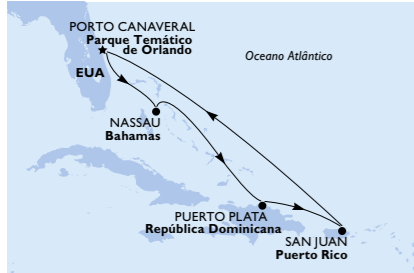 PORTO CANAVERAL
Parque Temático
de Orlando
Oceano Atlântico
EUA
NASSAU
Bahamas
PUERTO PLATA
República Dominicana
SAN JUAN
Puerto Rico